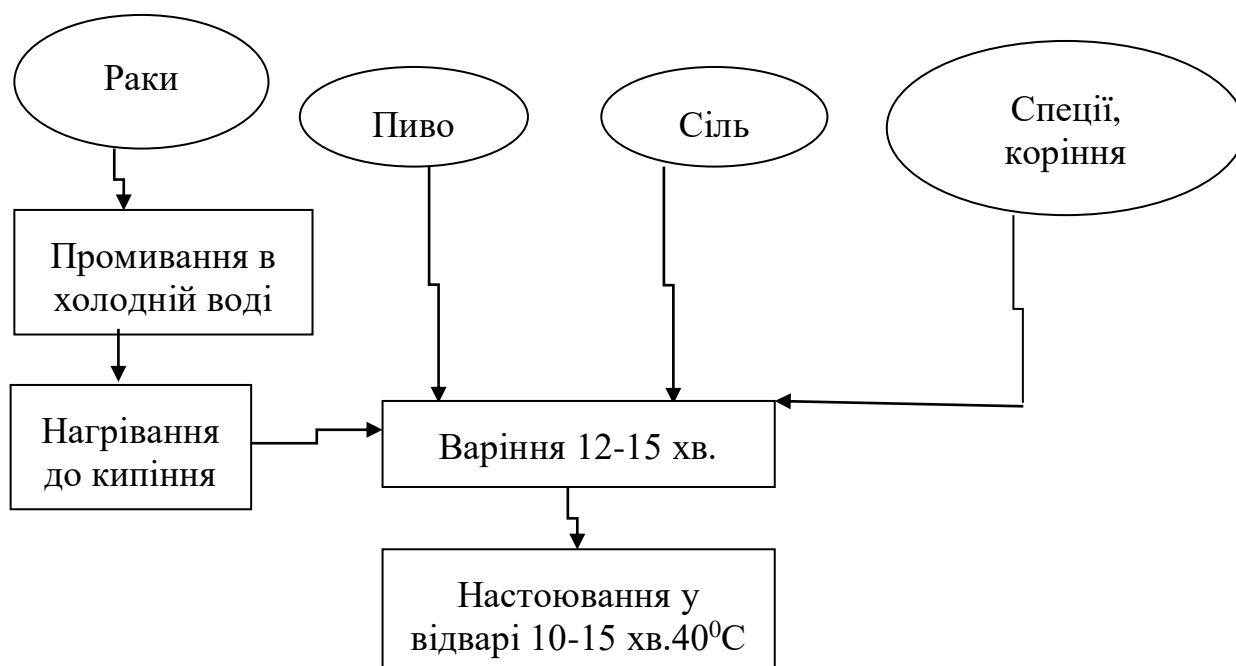 Раки
Пиво
Сіль
Спеції,
коріння
Промивання в
холодній воді
Нагрівання
до кипіння
Варіння 12-15 хв.
Настоювання у
відварі 10-15 хв.40⁰С